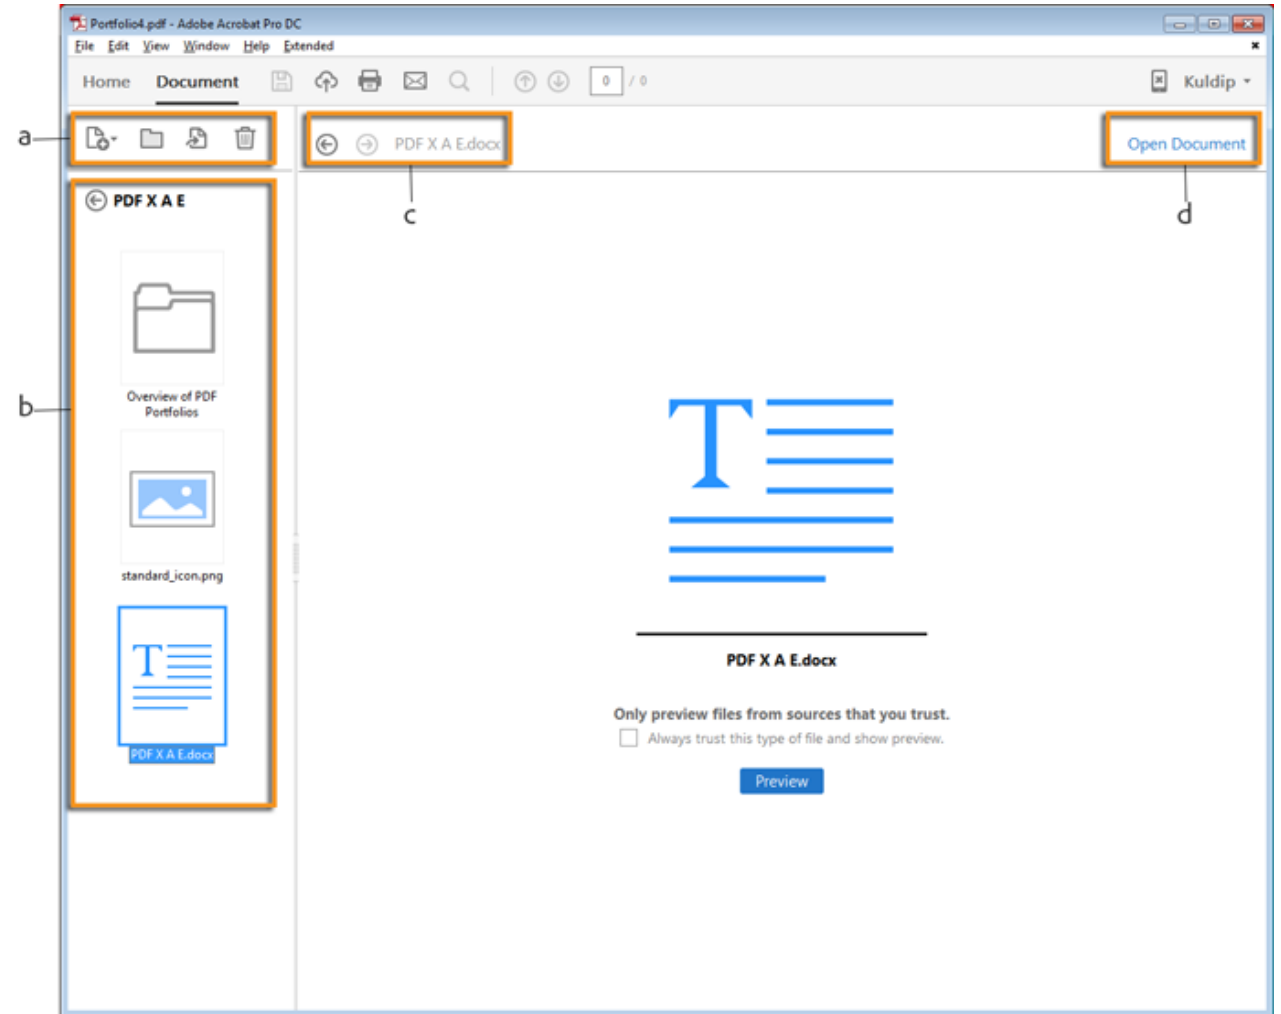 Portfolio4.pdf - Adobe Acrobat Pro DC
File Edit View Window Help Extended
Home Document 0 / 0 Kuldip
a
PDF X A E.docx
Open Document
c
d
PDF X A E
b
Overview of PDF
Portfolios
standard_icon.png
PDF X A E.docx
T
PDF X A E.docx
Only preview files from sources that you trust.
Always trust this type of file and show preview.
Preview